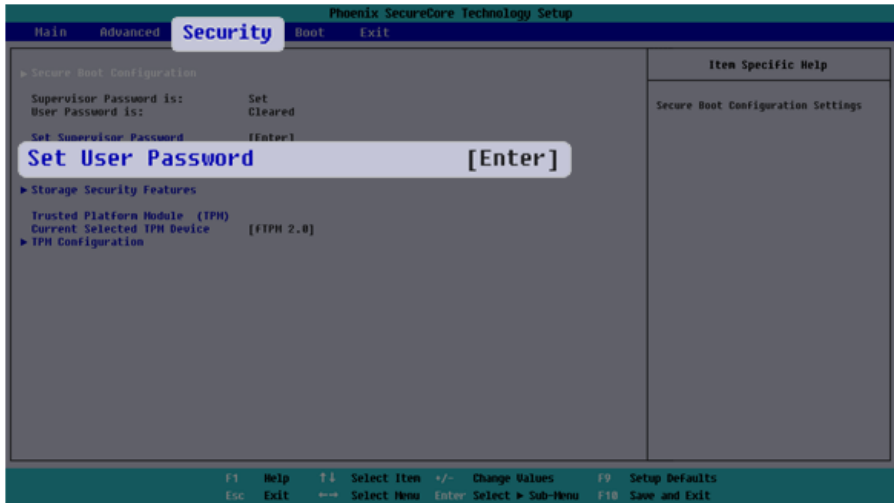 Phoenix SecureCore Technology Setup
Main Advanced Security Boot Exit
Item Specific Help
▶ Secure Boot Configuration
Secure Boot Configuration Settings
Supervisor Password is: Set
User Password is: Cleared
Set Supervisor Password [Enter]
Set User Password [Enter]
▶ Storage Security Features
Trusted Platform Module (TPM)
Current Selected TPM Device [fTPM 2.0]
▶ TPM Configuration
F1 Help ↑↓ Select Item +/- Change Values F9 Setup Defaults
Esc Exit ←→ Select Menu Enter Select ▶ Sub-Menu F10 Save and Exit